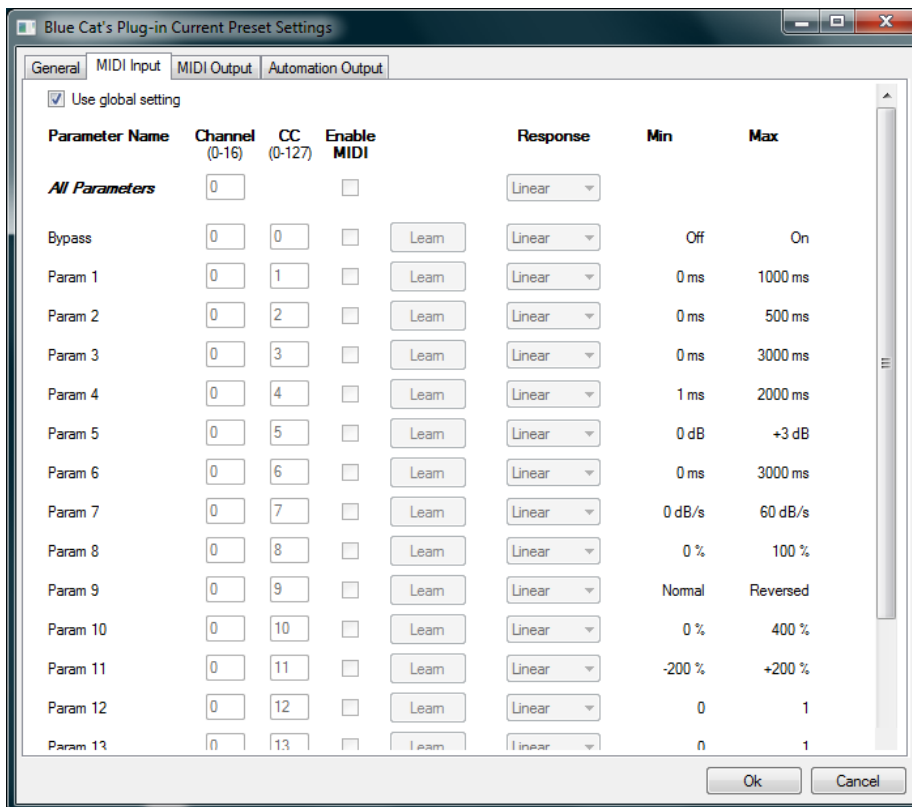 Blue Cat's Plug-in Current Preset Settings
General MIDI Input MIDI Output Automation Output
Use global setting
Parameter Name Channel CC Enable Response Min Max
(0-16) (0-127) MIDI
All Parameters 0 Linear
Bypass 0 0 Learn Linear Off On
Param 1 0 1 Learn Linear 0 ms 1000 ms
Param 2 0 2 Learn Linear 0 ms 500 ms
Param 3 0 3 Learn Linear 0 ms 3000 ms
Param 4 0 4 Learn Linear 1 ms 2000 ms
Param 5 0 5 Learn Linear 0 dB +3 dB
Param 6 0 6 Learn Linear 0 ms 3000 ms
Param 7 0 7 Learn Linear 0 dB/s 60 dB/s
Param 8 0 8 Learn Linear 0 % 100 %
Param 9 0 9 Learn Linear Normal Reversed
Param 10 0 10 Learn Linear 0 % 400 %
Param 11 0 11 Learn Linear -200 % +200 %
Param 12 0 12 Learn Linear 0 1
Param 13 0 13 Learn Linear 0 1
Ok Cancel